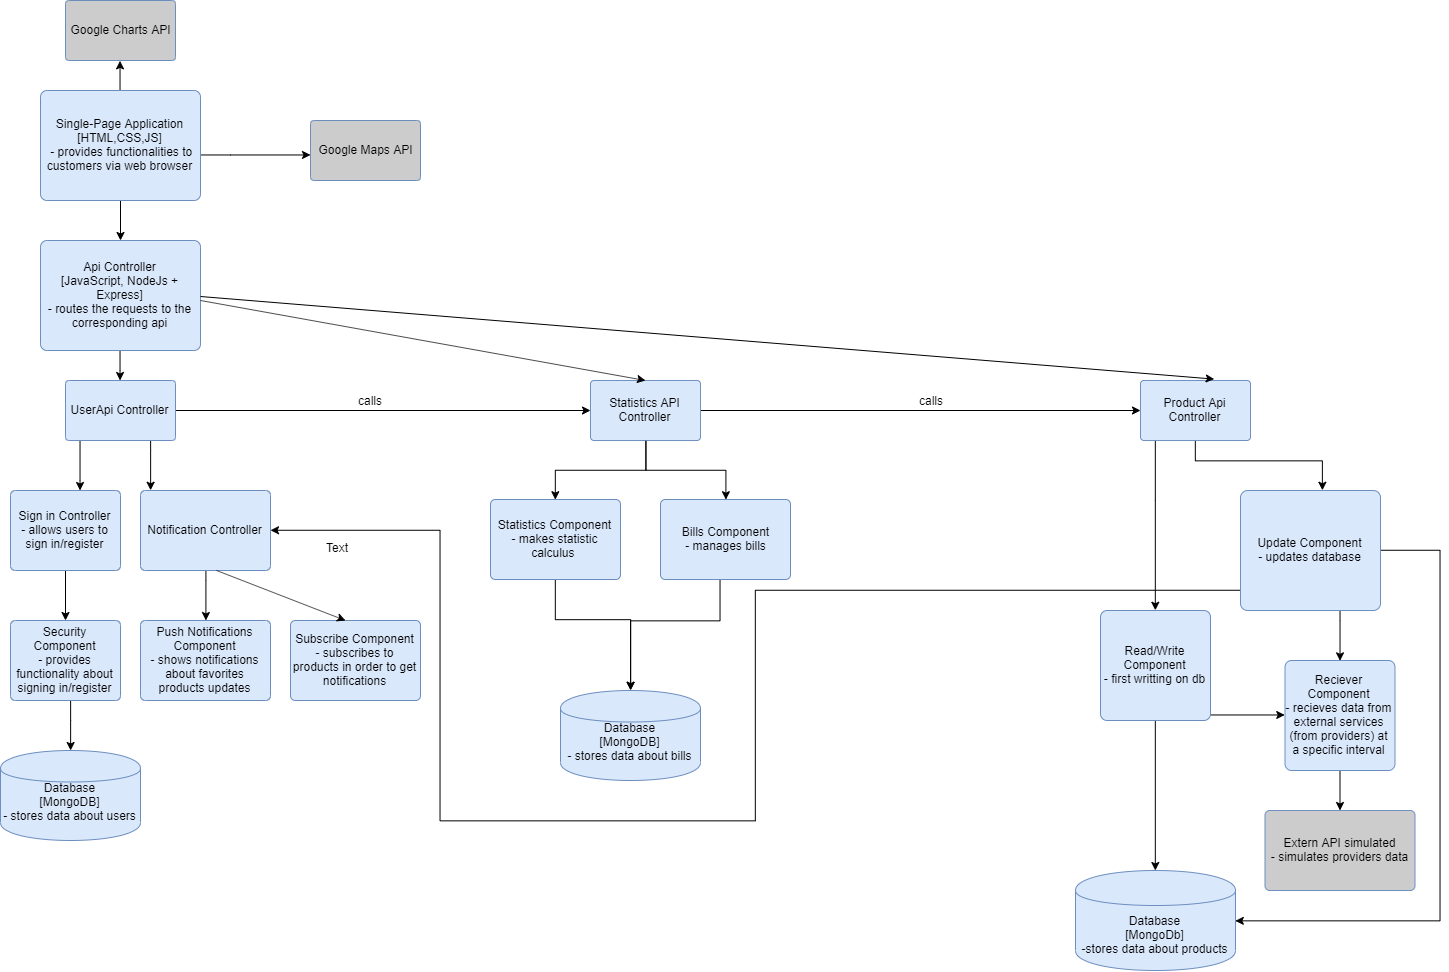 Google Charts API
Single-Page Application
[HTML,CSS,JS]
- provides functionalities to
customers via web browser
Google Maps API
Api Controller
[JavaScript, NodeJs +
Express]
- routes the requests to the
corresponding api
UserApi Controller
calls
Statistics API
Controller
calls
Product Api
Controller
Sign in Controller
- allows users to
sign in/register
Notification Controller
Text
Statistics Component
- makes statistic
calculus
Bills Component
- manages bills
Update Component
- updates database
Security
Component
- provides
functionality about
signing in/register
Push Notifications
Component
- shows notifications
about favorites
products updates
Subscribe Component
- subscribes to
products in order to get
notifications
Read/Write
Component
- first writting on db
Reciever
Component
- recieves data from
external services
(from providers) at
a specific interval
Database
[MongoDB]
- stores data about bills
Database
[MongoDB]
- stores data about users
Extern API simulated
- simulates providers data
Database
[MongoDb]
-stores data about products